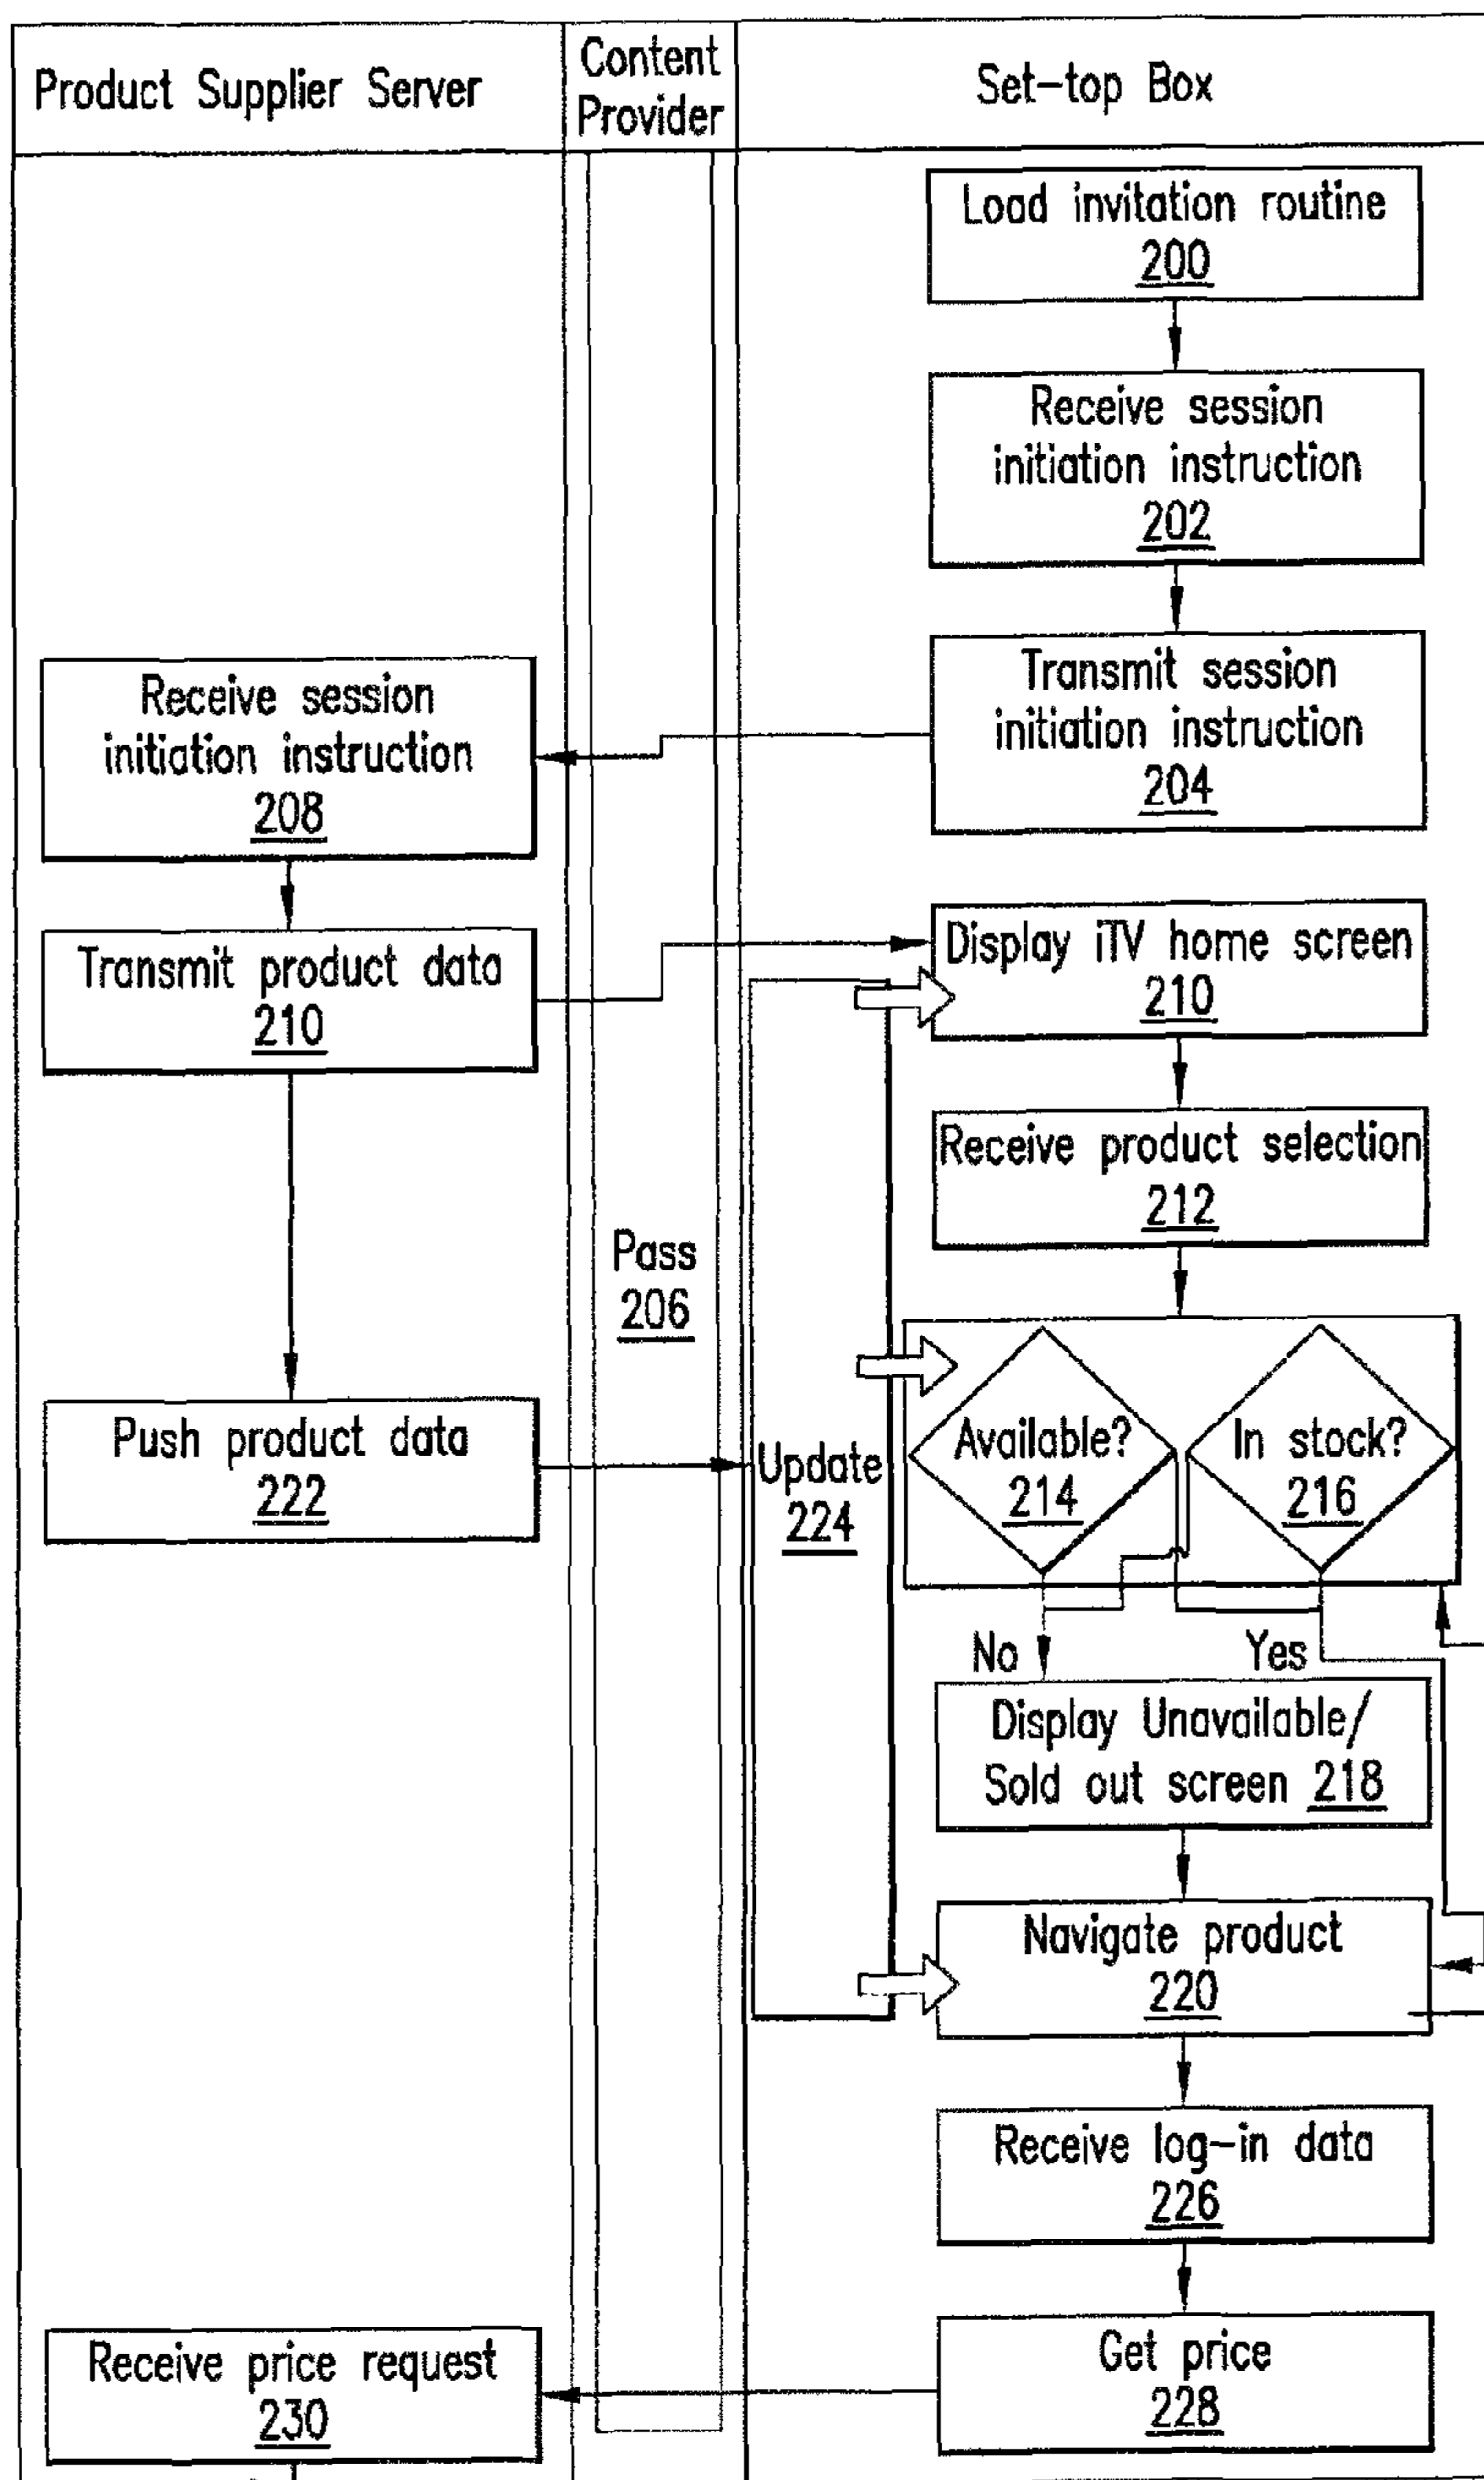 Product Supplier Server
Content
Provider
Set-top Box
Load invitation routine
200
Receive session
initiation instruction
202
Transmit session
initiation instruction
204
Receive session
initiation instruction
208
Transmit product data
210
Display iTV home screen
210
Receive product selection
212
Pass
206
Push product data
222
Update
224
Available?
214
In stock?
216
No
Yes
Display Unavailable/
Sold out screen 218
Navigate product
220
Receive log-in data
226
Get price
228
Receive price request
230